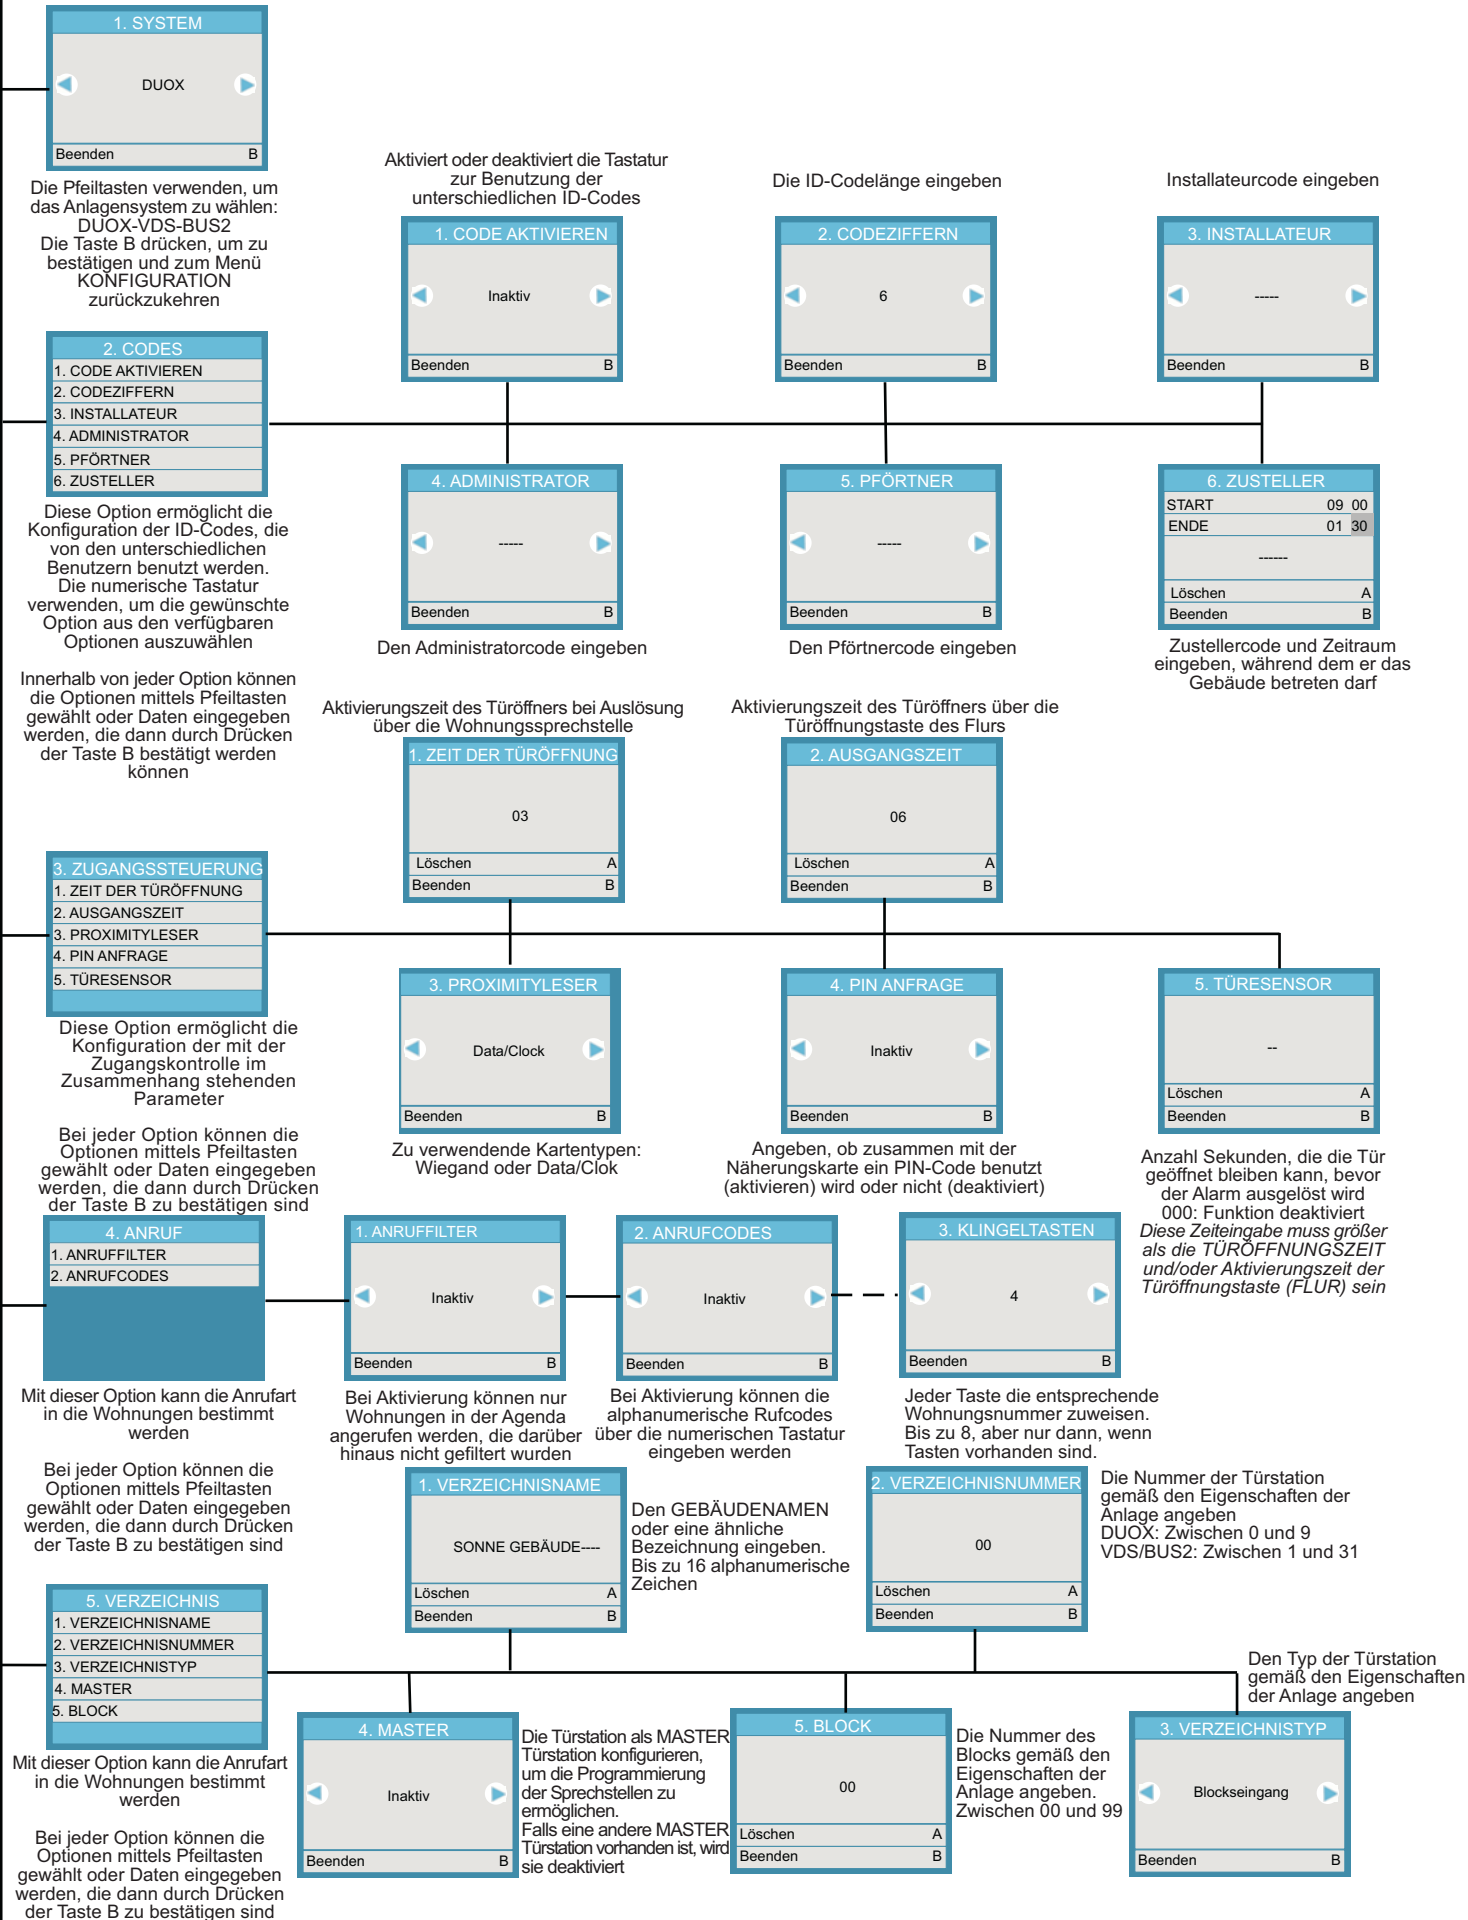 1. SYSTEM
DUOX
Beenden B
Die Pfeiltasten verwenden, um
das Anlagensystem zu wählen:
DUOX-VDS-BUS2
Die Taste B drücken, um zu
bestätigen und zum Menü
KONFIGURATION
zurückzukehren
2. CODES
1. CODE AKTIVIEREN
2. CODEZIFFERN
3. INSTALLATEUR
4. ADMINISTRATOR
5. PFÖRTNER
6. ZUSTELLER
Diese Option ermöglicht die
Konfiguration der ID-Codes, die
von den unterschiedlichen
Benutzern benutzt werden.
Die numerische Tastatur
verwenden, um die gewünschte
Option aus den verfügbaren
Optionen auszuwählen
Innerhalb von jeder Option können
die Optionen mittels Pfeiltasten
gewählt oder Daten eingegeben
werden, die dann durch Drücken
der Taste B bestätigt werden
können
Aktiviert oder deaktiviert die Tastatur
zur Benutzung der
unterschiedlichen ID-Codes
1. CODE AKTIVIEREN
Inaktiv
Beenden B
Die ID-Codelänge eingeben
2. CODEZIFFERN
6
Beenden B
Installateurcode eingeben
3. INSTALLATEUR
-----
Beenden B
4. ADMINISTRATOR
-----
Beenden B
Den Administratorcode eingeben
5. PFÖRTNER
-----
Beenden B
Den Pförtnercode eingeben
6. ZUSTELLER
START 09 00
ENDE 01 30
------
Löschen A
Beenden B
Zustellercode und Zeitraum
eingeben, während dem er das
Gebäude betreten darf
3. ZUGANGSSTEUERUNG
1. ZEIT DER TÜRÖFFNUNG
2. AUSGANGSZEIT
3. PROXIMITYLESER
4. PIN ANFRAGE
5. TÜRESENSOR
Diese Option ermöglicht die
Konfiguration der mit der
Zugangskontrolle im
Zusammenhang stehenden
Parameter
Bei jeder Option können die
Optionen mittels Pfeiltasten
gewählt oder Daten eingegeben
werden, die dann durch Drücken
der Taste B zu bestätigen sind
Aktivierungszeit des Türöffners bei Auslösung
über die Wohnungssprechstelle
1. ZEIT DER TÜRÖFFNUNG
03
Löschen A
Beenden B
Aktivierungszeit des Türöffners über die
Türöffnungstaste des Flurs
2. AUSGANGSZEIT
06
Löschen A
Beenden B
3. PROXIMITYLESER
Data/Clock
Beenden B
Zu verwendende Kartentypen:
Wiegand oder Data/Clok
4. PIN ANFRAGE
Inaktiv
Beenden B
Angeben, ob zusammen mit der
Näherungskarte ein PIN-Code benutzt
(aktivieren) wird oder nicht (deaktiviert)
5. TÜRESENSOR
--
Löschen A
Beenden B
Anzahl Sekunden, die die Tür
geöffnet bleiben kann, bevor
der Alarm ausgelöst wird
000: Funktion deaktiviert
Diese Zeiteingabe muss größer
als die TÜRÖFFNUNGSZEIT
und/oder Aktivierungszeit der
Türöffnungstaste (FLUR) sein
4. ANRUF
1. ANRUFFILTER
2. ANRUFCODES
Mit dieser Option kann die Anrufart
in die Wohnungen bestimmt
werden
Bei jeder Option können die
Optionen mittels Pfeiltasten
gewählt oder Daten eingegeben
werden, die dann durch Drücken
der Taste B zu bestätigen sind
1. ANRUFFILTER
Inaktiv
Beenden B
Bei Aktivierung können nur
Wohnungen in der Agenda
angerufen werden, die darüber
hinaus nicht gefiltert wurden
2. ANRUFCODES
Inaktiv
Beenden B
Bei Aktivierung können die
alphanumerische Rufcodes
über die numerischen Tastatur
eingeben werden
3. KLINGELTASTEN
4
Beenden B
Jeder Taste die entsprechende
Wohnungsnummer zuweisen.
Bis zu 8, aber nur dann, wenn
Tasten vorhanden sind.
5. VERZEICHNIS
1. VERZEICHNISNAME
2. VERZEICHNISNUMMER
3. VERZEICHNISTYP
4. MASTER
5. BLOCK
Mit dieser Option kann die Anrufart
in die Wohnungen bestimmt
werden
Bei jeder Option können die
Optionen mittels Pfeiltasten
gewählt oder Daten eingegeben
werden, die dann durch Drücken
der Taste B zu bestätigen sind
1. VERZEICHNISNAME
SONNE GEBÄUDE----
Löschen A
Beenden B
Den GEBÄUDENAMEN
oder eine ähnliche
Bezeichnung eingeben.
Bis zu 16 alphanumerische
Zeichen
2. VERZEICHNISNUMMER
00
Löschen A
Beenden B
Die Nummer der Türstation
gemäß den Eigenschaften der
Anlage angeben
DUOX: Zwischen 0 und 9
VDS/BUS2: Zwischen 1 und 31
4. MASTER
Inaktiv
Beenden B
Die Türstation als MASTER
Türstation konfigurieren,
um die Programmierung
der Sprechstellen zu
ermöglichen.
Falls eine andere MASTER
Türstation vorhanden ist, wird
sie deaktiviert
5. BLOCK
00
Löschen A
Beenden B
Die Nummer des
Blocks gemäß den
Eigenschaften der
Anlage angeben.
Zwischen 00 und 99
Den Typ der Türstation
gemäß den Eigenschaften
der Anlage angeben
3. VERZEICHNISTYP
Blockseingang
Beenden B